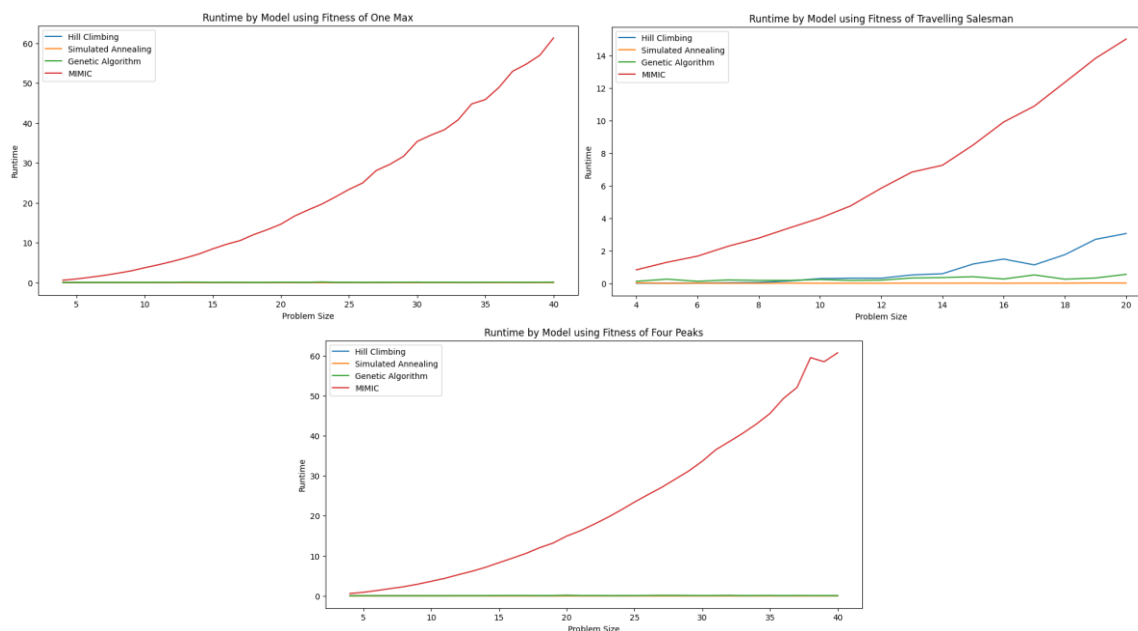 Runtime by Model using Fitness of One Max
Hill Climbing
Simulated Annealing
Genetic Algorithm
MIMIC
Runtime
60
50
40
30
20
10
0
5 10 15 20 25 30 35 40
Problem Size
Runtime by Model using Fitness of Travelling Salesman
Hill Climbing
Simulated Annealing
Genetic Algorithm
MIMIC
Runtime
14
12
10
8
6
4
2
0
4 6 8 10 12 14 16 18 20
Problem Size
Runtime by Model using Fitness of Four Peaks
Hill Climbing
Simulated Annealing
Genetic Algorithm
MIMIC
Runtime
60
50
40
30
20
10
0
5 10 15 20 25 30 35 40
Problem Size